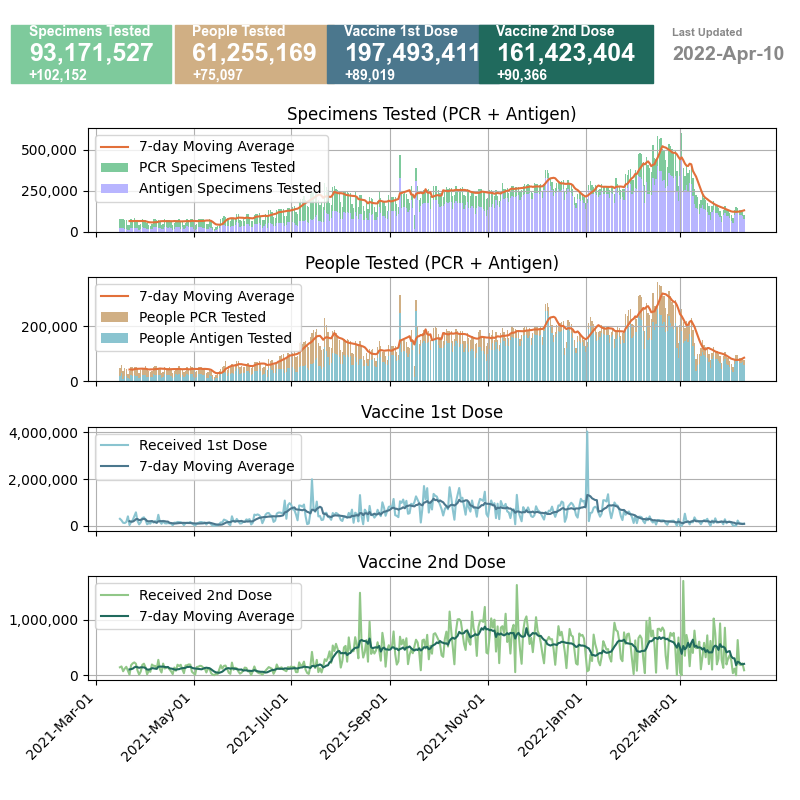 Specimens Tested
93,171,527
+102,152
People Tested
61,255,169
+75,097
Vaccine 1st Dose
197,493,411
+89,019
Vaccine 2nd Dose
161,423,404
+90,366
Last Updated
2022-Apr-10
Specimens Tested (PCR + Antigen)
500,000
250,000
0
7-day Moving Average
PCR Specimens Tested
Antigen Specimens Tested
People Tested (PCR + Antigen)
200,000
0
7-day Moving Average
People PCR Tested
People Antigen Tested
Vaccine 1st Dose
4,000,000
2,000,000
0
Received 1st Dose
7-day Moving Average
Vaccine 2nd Dose
1,000,000
0
Received 2nd Dose
7-day Moving Average
2021-Mar-01
2021-May-01
2021-Jul-01
2021-Sep-01
2021-Nov-01
2022-Jan-01
2022-Mar-01